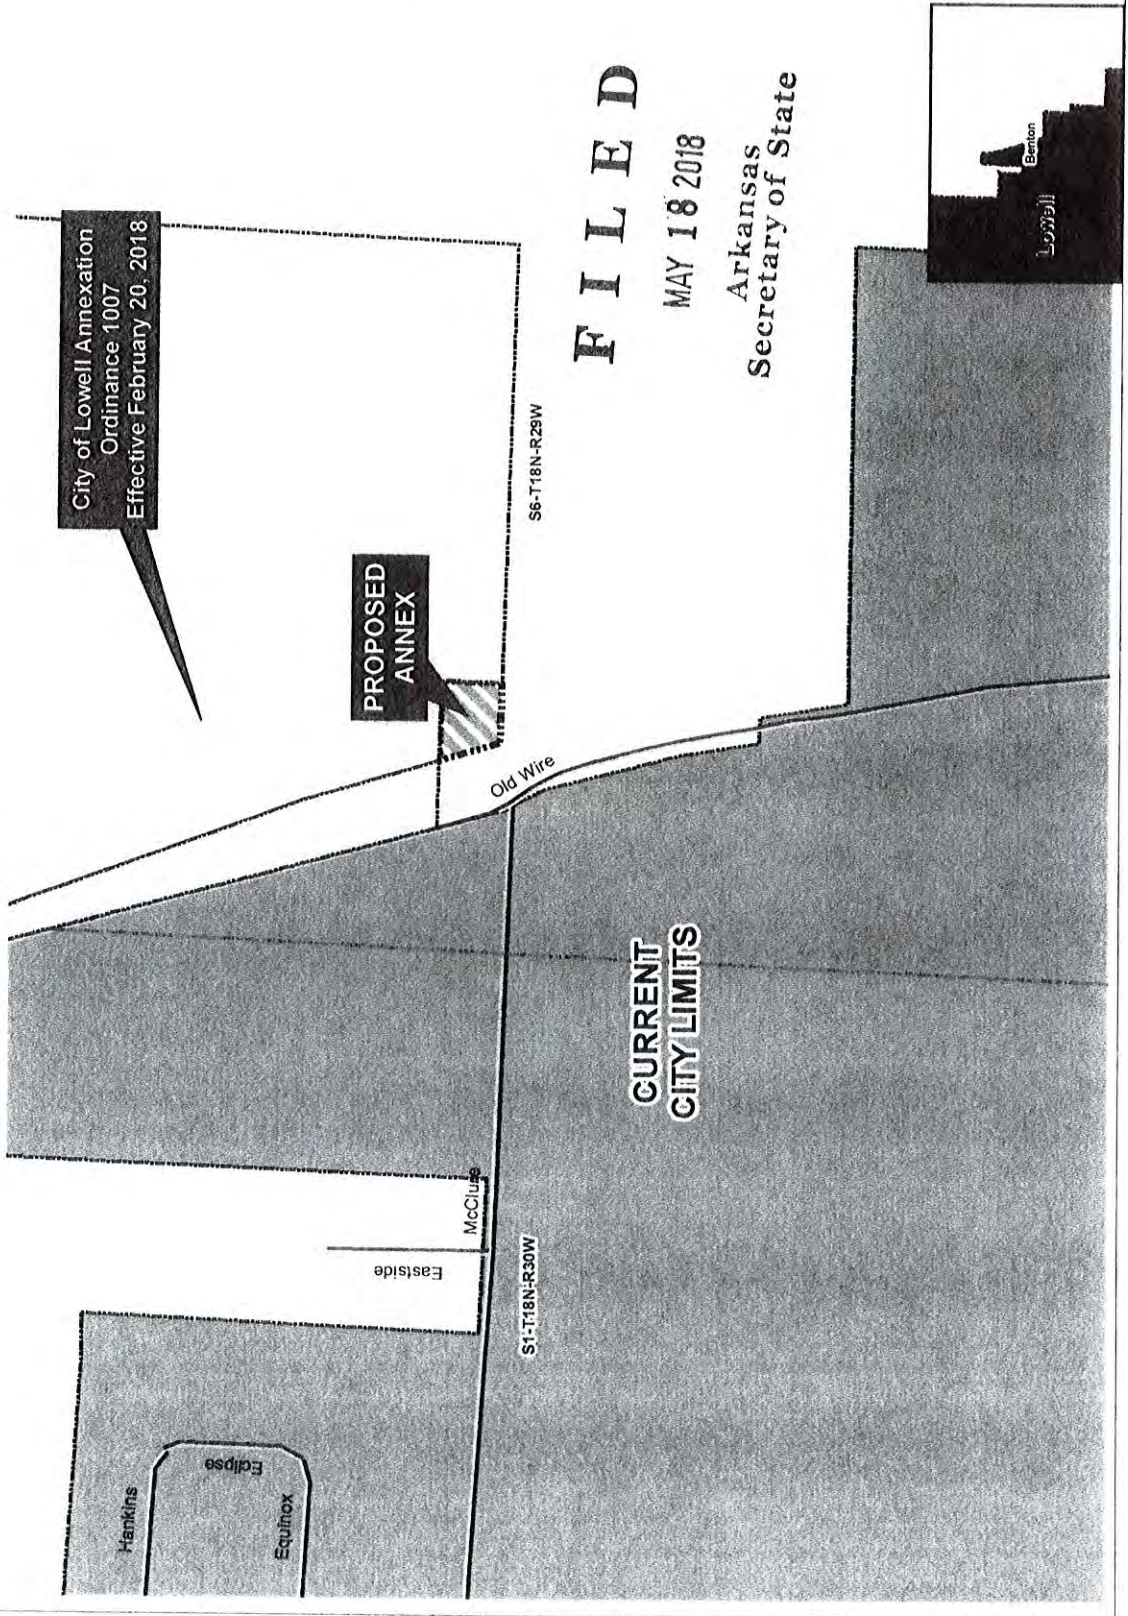 City of Lowell Annexation
Ordinance 1007
Effective February 20, 2018
PROPOSED
ANNEX
S6-T18N-R29W
FILED
MAY 18 2018
Arkansas
Secretary of State
Old Wire
CURRENT
CITY LIMITS
McClure
Eastside
S1-T18N-R30W
Hankins
Eclipse
Equinox
Benton
Lowell